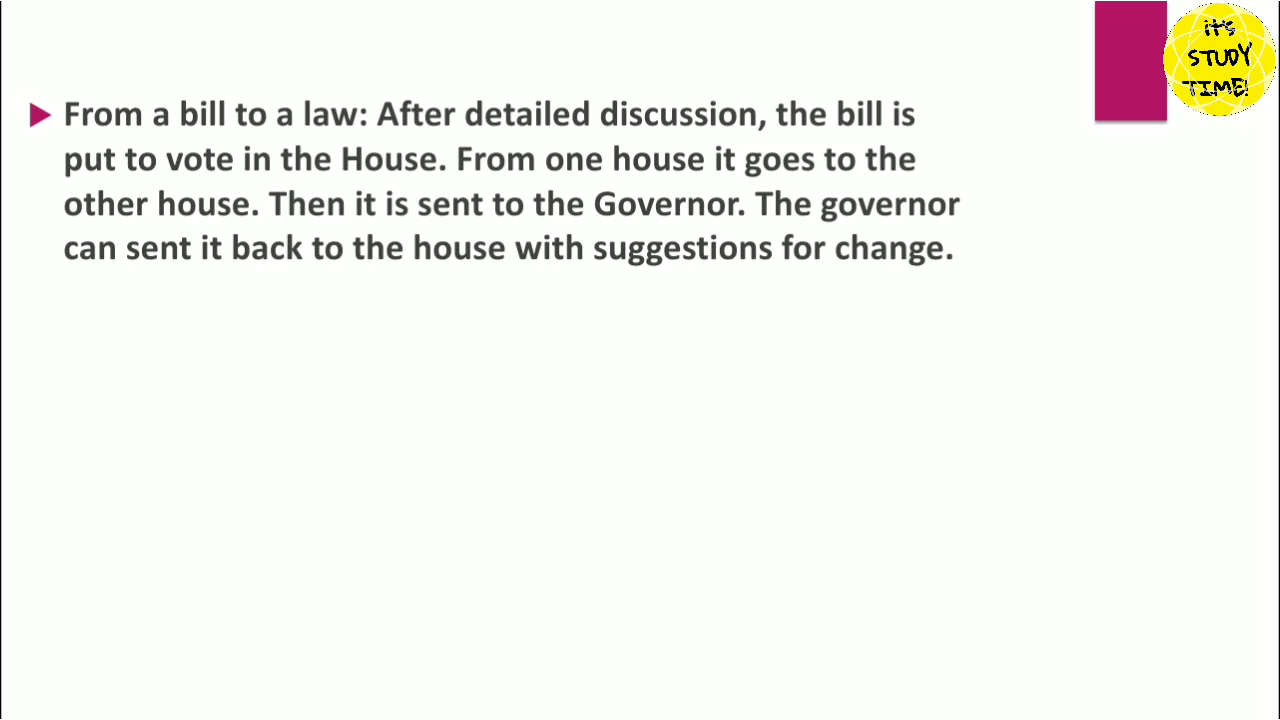 it's
STUDY
TIME!
From a bill to a law: After detailed discussion, the bill is
put to vote in the House. From one house it goes to the
other house. Then it is sent to the Governor. The governor
can sent it back to the house with suggestions for change.